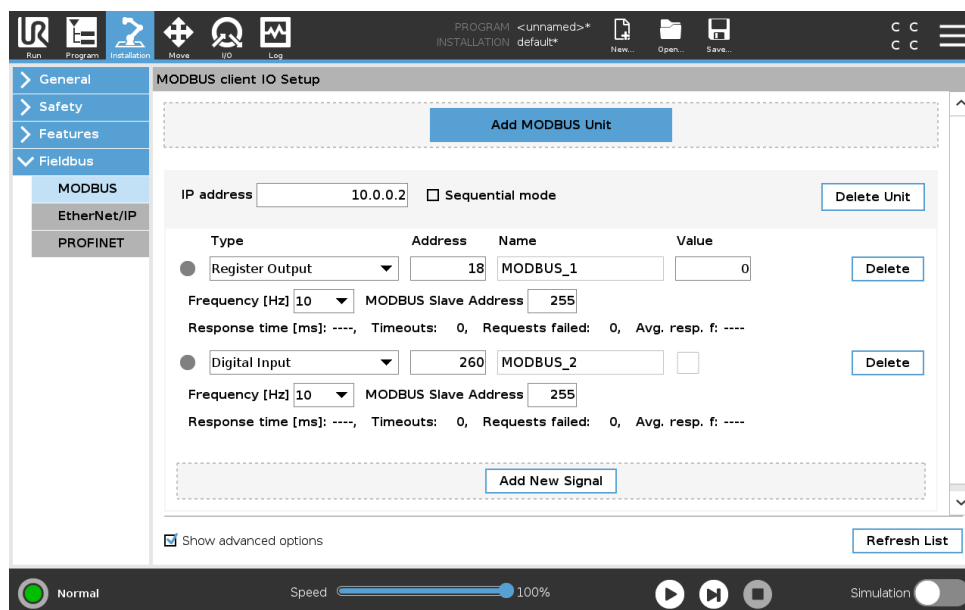 UR
PROGRAM <unnamed>*
INSTALLATION default*
Run Program Installation Move I/O Log New... Open... Save...
C C
C C
General
Safety
Features
Fieldbus
MODBUS
EtherNet/IP
PROFINET
MODBUS client IO Setup
Add MODBUS Unit
IP address 10.0.0.2 Sequential mode Delete Unit
Type Address Name Value
Register Output 18 MODBUS_1 0 Delete
Frequency [Hz] 10 MODBUS Slave Address 255
Response time [ms]: ----, Timeouts: 0, Requests failed: 0, Avg. resp. f: ----
Digital Input 260 MODBUS_2 Delete
Frequency [Hz] 10 MODBUS Slave Address 255
Response time [ms]: ----, Timeouts: 0, Requests failed: 0, Avg. resp. f: ----
Add New Signal
Show advanced options Refresh List
Normal Speed 100% Simulation